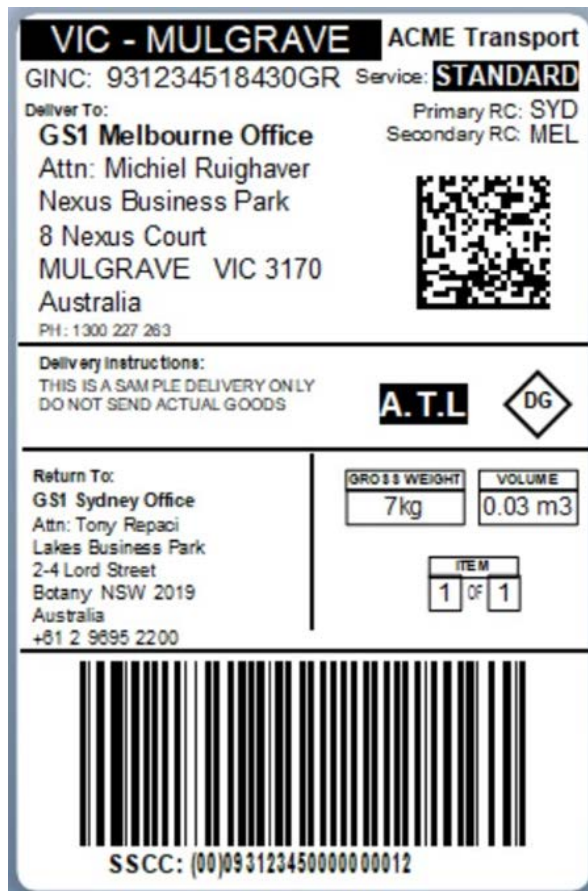 VIC - MULGRAVE
ACME Transport
GINC: 931234518430GR
Service: STANDARD
Deliver To:
Primary RC: SYD
Secondary RC: MEL
GS1 Melbourne Office
Attn: Michiel Ruighaver
Nexus Business Park
8 Nexus Court
MULGRAVE VIC 3170
Australia
PH: 1300 227 263
Delivery Instructions:
THIS IS A SAMPLE DELIVERY ONLY
DO NOT SEND ACTUAL GOODS
A.T.L
DG
Return To:
GS1 Sydney Office
Attn: Tony Repaci
Lakes Business Park
2-4 Lord Street
Botany NSW 2019
Australia
+61 2 9695 2200
GROSS WEIGHT
7kg
VOLUME
0.03 m3
ITEM
1 OF 1
SSCC: (00)093123450000000012